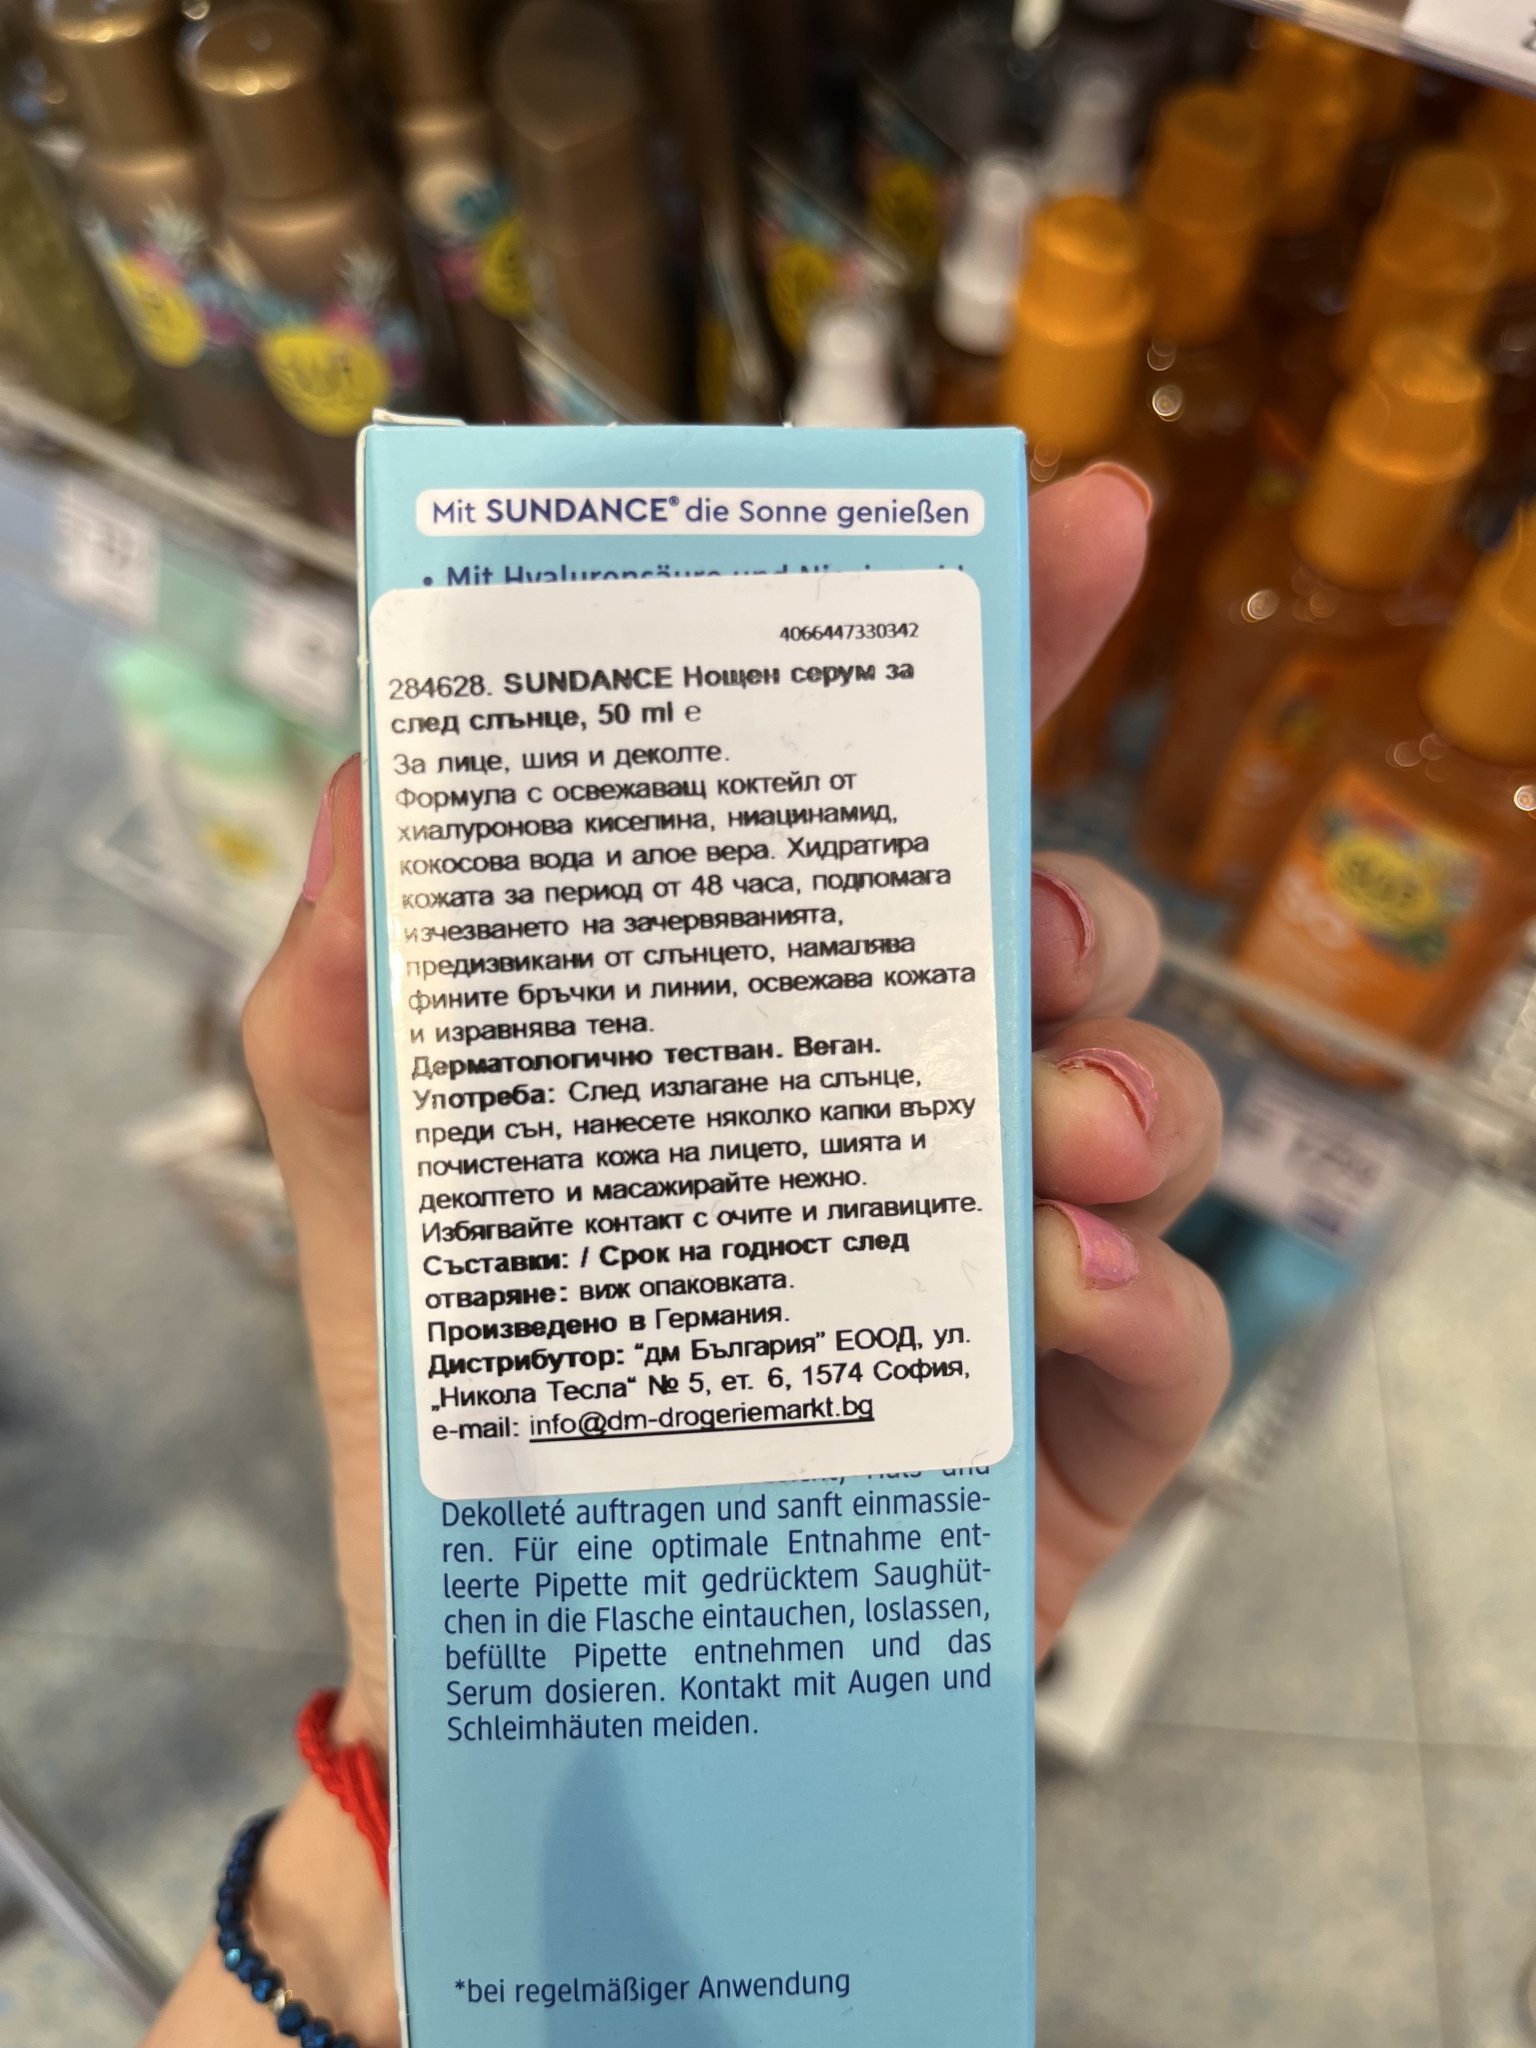 Mit SUNDANCE® die Sonne genießen
• Mit Hyaluronsäure und
4066447330342
284628. SUNDANCE Нощен серум за
след слънце, 50 ml e
За лице, шия и деколте.
Формула с освежаващ коктейл от
хиалуронова киселина, ниацинамид,
кокосова вода и алое вера. Хидратира
кожата за период от 48 часа, подпомага
изчезването на зачервяванията,
предизвикани от слънцето, намалява
фините бръчки и линии, освежава кожата
и изравнява тена.
Дерматологично тестван. Веган.
Употреба: След излагане на слънце,
преди сън, нанесете няколко капки върху
почистената кожа на лицето, шията и
деколтето и масажирайте нежно.
Избягвайте контакт с очите и лигавиците.
Съставки: / Срок на годност след
отваряне: виж опаковката.
Произведено в Германия.
Дистрибутор: “дм България” ЕООД, ул.
„Никола Тесла“ № 5, ет. 6, 1574 София,
e-mail: info@dm-drogeriemarkt.bg
Hals und
Dekolleté auftragen und sanft einmassie-
ren. Für eine optimale Entnahme ent-
leerte Pipette mit gedrücktem Saughüt-
chen in die Flasche eintauchen, loslassen,
befüllte Pipette entnehmen und das
Serum dosieren. Kontakt mit Augen und
Schleimhäuten meiden.
*bei regelmäßiger Anwendung